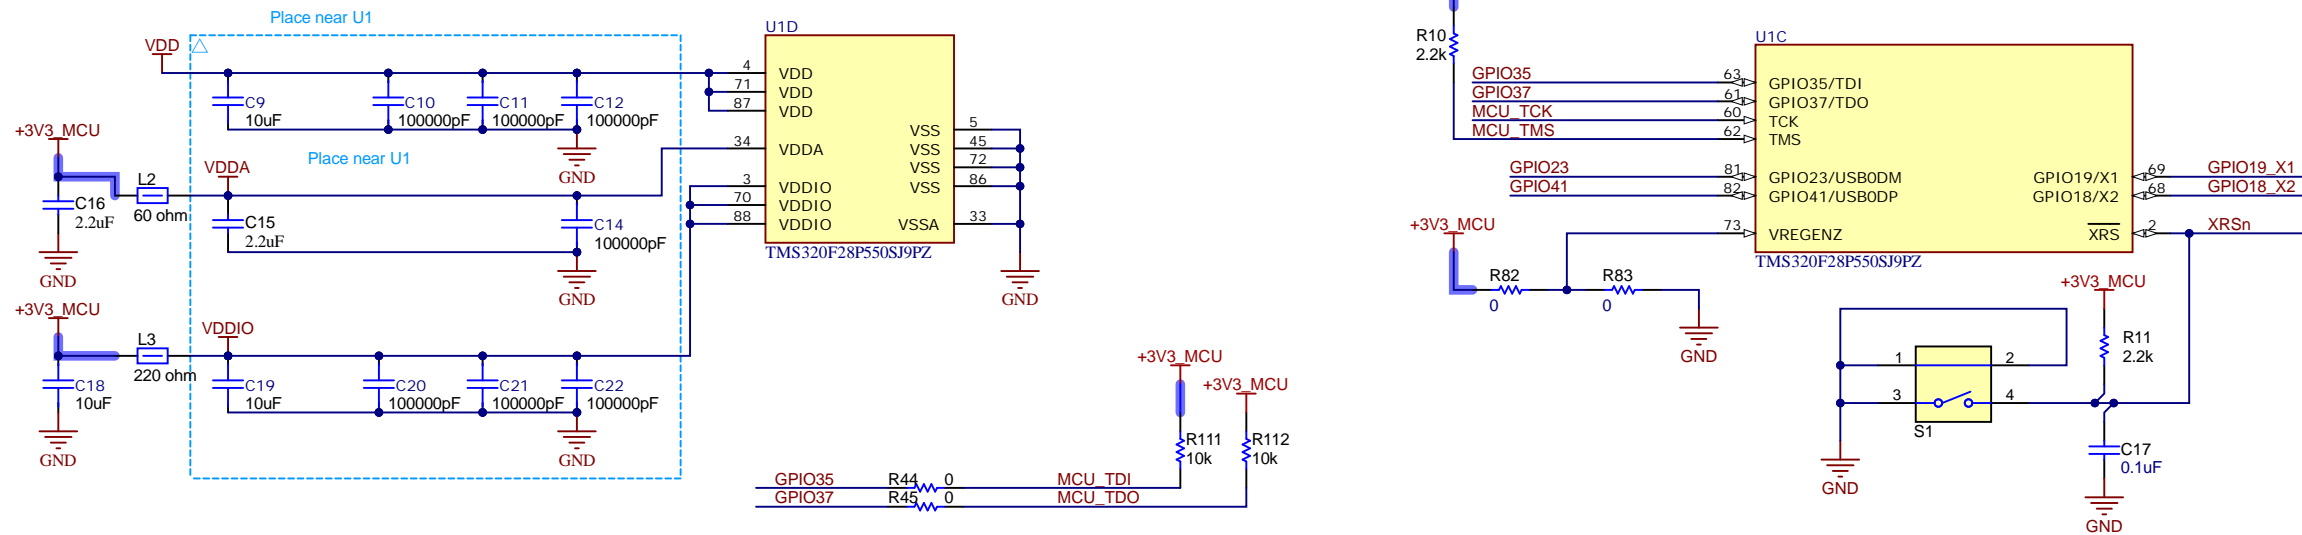 Place near U1
VDD
C9
10uF
C10
100000pF
C11
100000pF
C12
100000pF
GND
+3V3_MCU
C16
2.2uF
GND
L2
60 ohm
Place near U1
VDDA
C15
2.2uF
C14
100000pF
GND
+3V3_MCU
C18
10uF
GND
L3
220 ohm
VDDIO
C19
10uF
C20
100000pF
C21
100000pF
C22
100000pF
GND
U1D
4 VDD
71 VDD
87 VDD
34 VDDA
3 VDDIO
70 VDDIO
88 VDDIO
VSS 5
VSS 45
VSS 72
VSS 86
VSSA 33
TMS320F28P550SJ9PZ
GND
+3V3_MCU
+3V3_MCU
R111
10k
R112
10k
GPIO35 R44 0 MCU_TDI
GPIO37 R45 0 MCU_TDO
R10
2.2k
U1C
GPIO35 63 GPIO35/TDI
GPIO37 61 GPIO37/TDO
MCU_TCK 60 TCK
MCU_TMS 62 TMS
GPIO23 81 GPIO23/USB0DM
GPIO41 82 GPIO41/USB0DP
73 VREGENZ
GPIO19/X1 69 GPIO19_X1
GPIO18/X2 68 GPIO18_X2
XRS 2 XRSn
TMS320F28P550SJ9PZ
+3V3_MCU
R82
0
R83
0
GND
+3V3_MCU
R11
2.2k
1 2
3 4
S1
GND
C17
0.1uF
GND